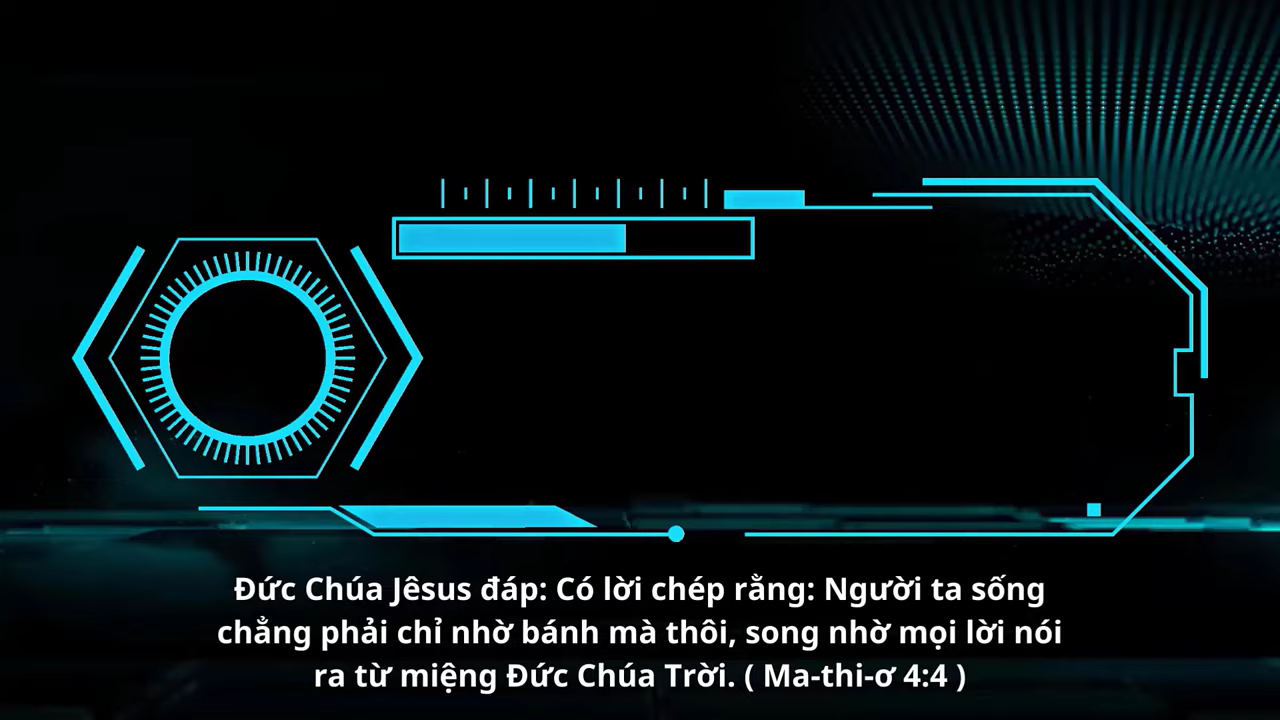 Đức Chúa Jêsus đáp: Có lời chép rằng: Người ta sống
chẳng phải chỉ nhờ bánh mà thôi, song nhờ mọi lời nói
ra từ miệng Đức Chúa Trời. ( Ma-thi-ơ 4:4 )